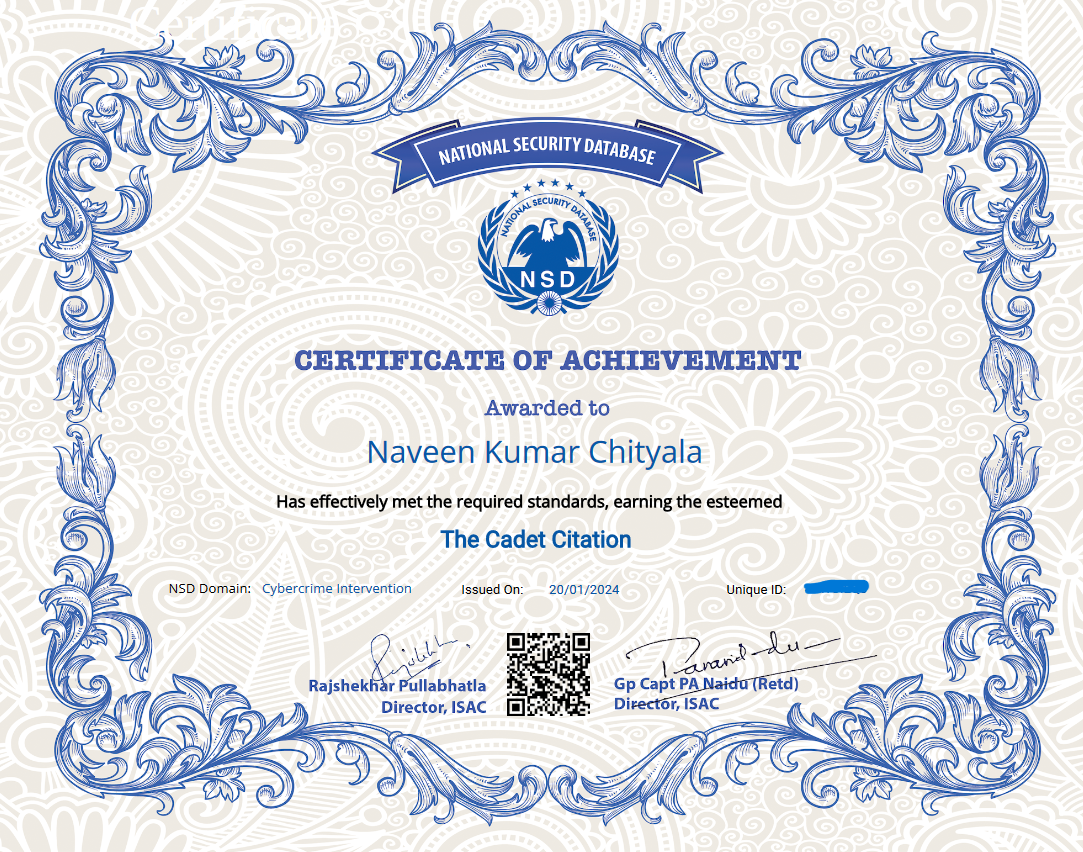 NATIONAL SECURITY DATABASE
NATIONAL SECURITY DATABASE
NSD
CERTIFICATE OF ACHIEVEMENT
Awarded to
Naveen Kumar Chityala
Has effectively met the required standards, earning the esteemed
The Cadet Citation
NSD Domain: Cybercrime Intervention Issued On: 20/01/2024 Unique ID:
Rajshekhar Pullabhatla
Director, ISAC
Gp Capt PA Naidu (Retd)
Director, ISAC